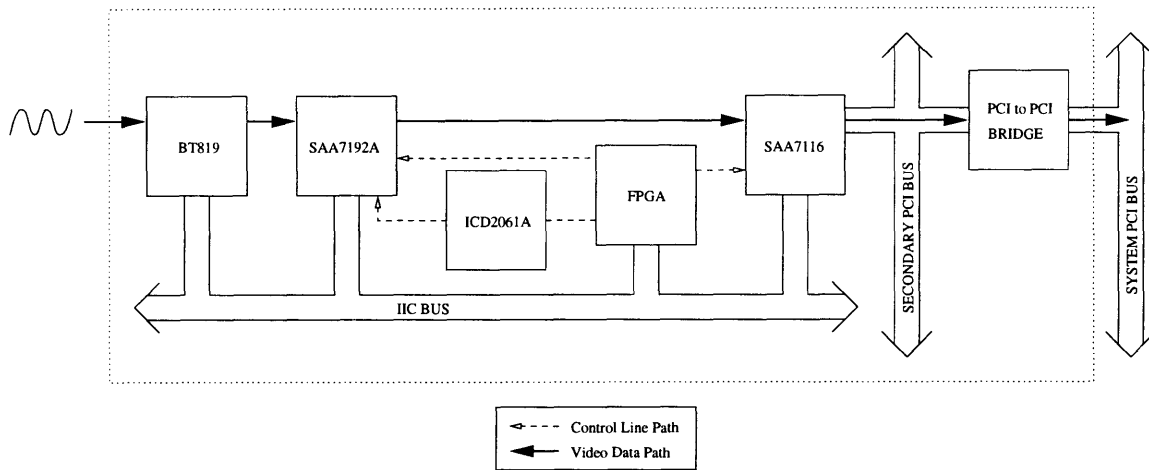 BT819
SAA7192A
ICD2061A
FPGA
SAA7116
PCI to PCI
BRIDGE
IIC BUS
SECONDARY PCI BUS
SYSTEM PCI BUS
Control Line Path
Video Data Path